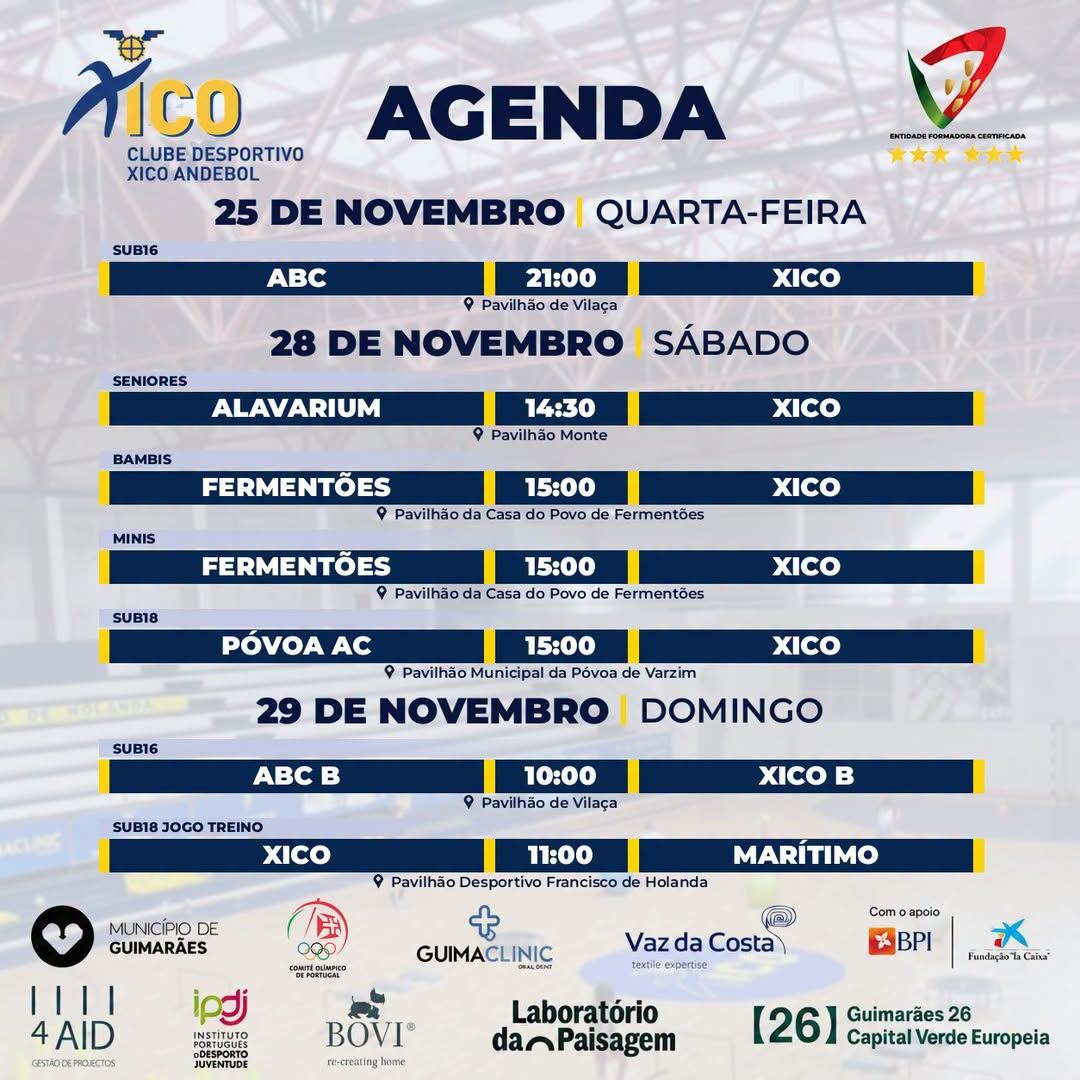 XICO
CLUBE DESPORTIVO
XICO ANDEBOL
AGENDA
ENTIDADE FORMADORA CERTIFICADA
25 DE NOVEMBRO | QUARTA-FEIRA
SUB16
ABC 21:00 XICO
Pavilhão de Vilaça
28 DE NOVEMBRO | SÁBADO
SENIORES
ALAVARIUM 14:30 XICO
Pavilhão Monte
BAMBIS
FERMENTÕES 15:00 XICO
Pavilhão da Casa do Povo de Fermentões
MINIS
FERMENTÕES 15:00 XICO
Pavilhão da Casa do Povo de Fermentões
SUB18
PÓVOA AC 15:00 XICO
Pavilhão Municipal da Póvoa de Varzim
29 DE NOVEMBRO | DOMINGO
SUB16
ABC B 10:00 XICO B
Pavilhão de Vilaça
SUB18 JOGO TREINO
XICO 11:00 MARÍTIMO
Pavilhão Desportivo Francisco de Holanda
MUNICÍPIO DE
GUIMARÃES
COMITÉ OLÍMPICO
DE PORTUGAL
GUIMACLINIC
ORAL DENT
Vaz da Costa
textile expertise
Com o apoio
BPI
Fundação "la Caixa"
4 AID
GESTÃO DE PROJECTOS
ipdj
INSTITUTO
PORTUGUÊS
DO DESPORTO
JUVENTUDE
BOVI®
re-creating home
Laboratório
da Paisagem
[26] Guimarães 26
Capital Verde Europeia